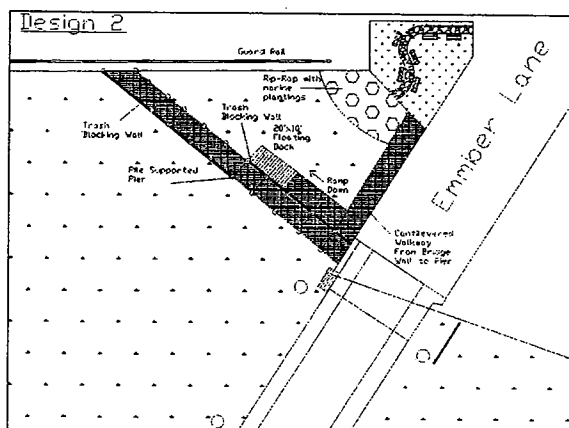 Design 2
Guard Rail
Rip-Rap with
marine
plantings
Trash
Blocking Wall
20'x10'
Floating
Dock
Trash
Blocking Wall
Pile Supported
Pier
Ramp
Down
Cantilevered
Walkway
From Bridge
Wall to Pier
Emmiber Lane